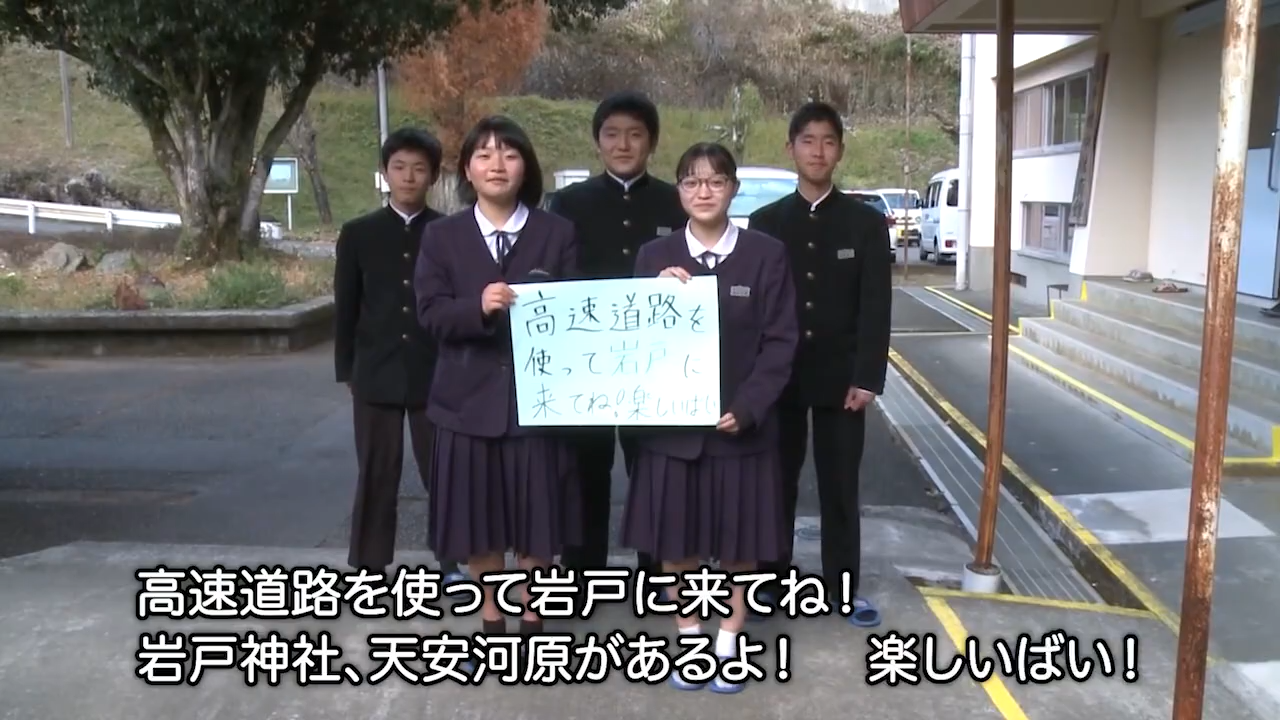 高速道路を
使って岩戸に
来てね!楽しいばい
高速道路を使って岩戸に来てね!
岩戸神社、天安河原があるよ! 楽しいばい!